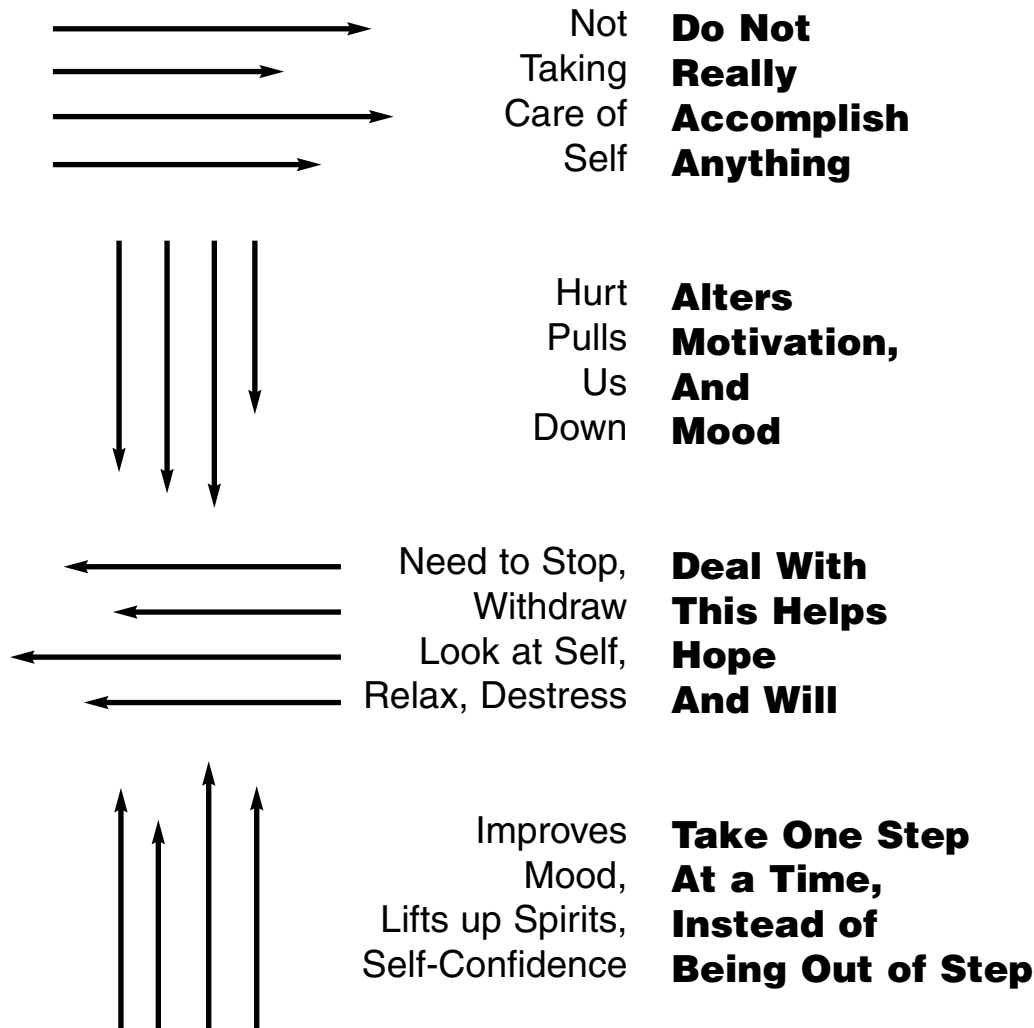 Not Do Not
Taking Really
Care of Accomplish
Self Anything
Hurt Alters
Pulls Motivation,
Us And
Down Mood
Need to Stop, Deal With
Withdraw This Helps
Look at Self, Hope
Relax, Destress And Will
Improves Take One Step
Mood, At a Time,
Lifts up Spirits, Instead of
Self-Confidence Being Out of Step